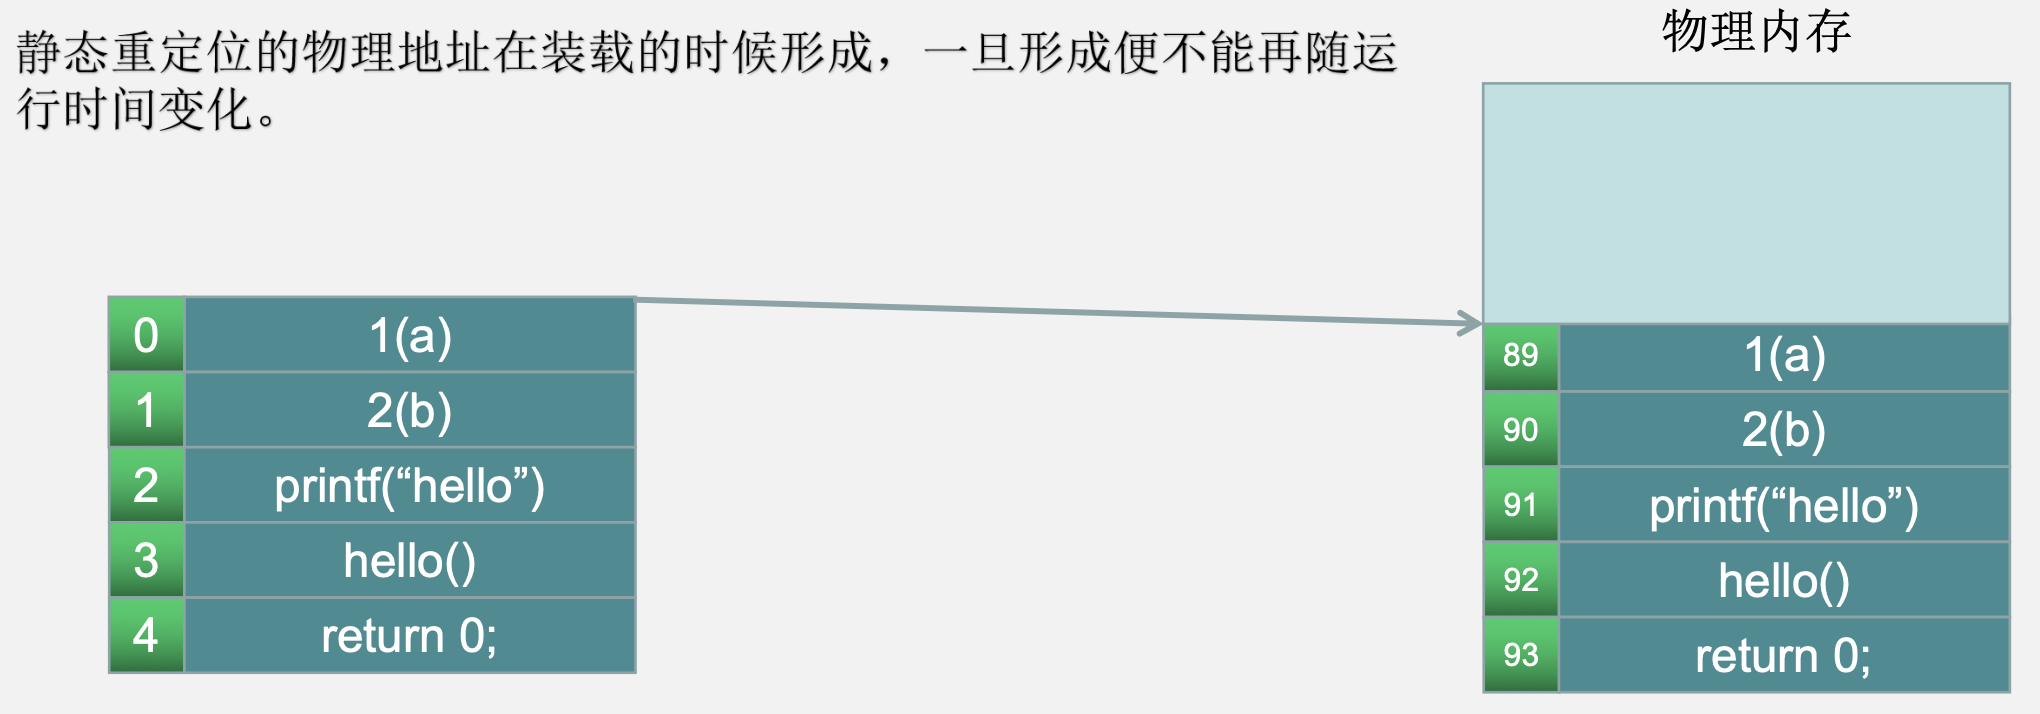 静态重定位的物理地址在装载的时候形成，一旦形成便不能再随运
行时间变化。
物理内存
0 1(a)
1 2(b)
2 printf(“hello”)
3 hello()
4 return 0;
89 1(a)
90 2(b)
91 printf(“hello”)
92 hello()
93 return 0;